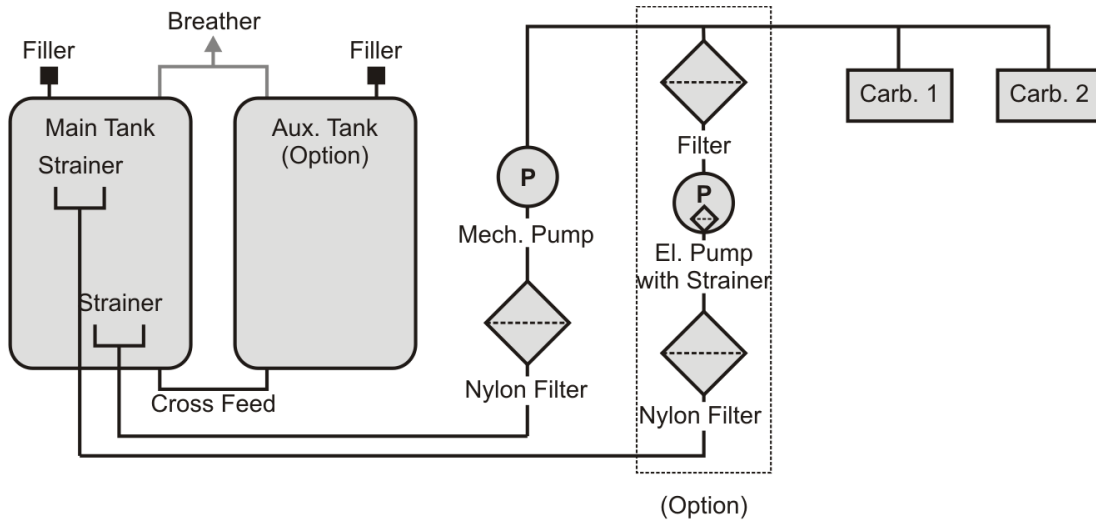 Breather
Filler
Filler
Main Tank
Strainer
Strainer
Aux. Tank
(Option)
Cross Feed
P
Mech. Pump
Nylon Filter
Filter
P
El. Pump
with Strainer
Nylon Filter
(Option)
Carb. 1
Carb. 2